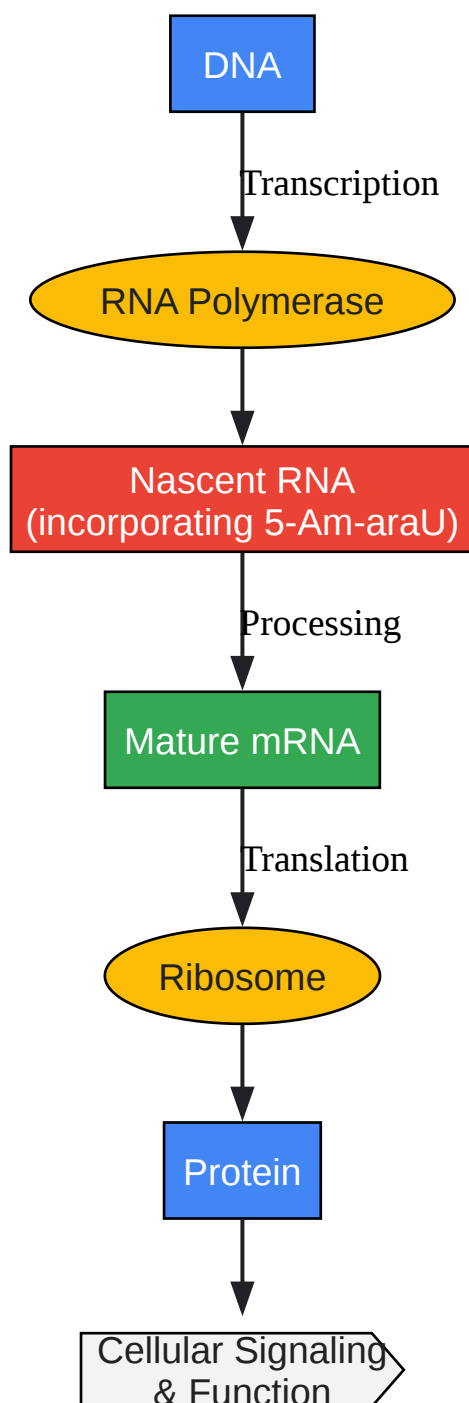 DNA
Transcription
RNA Polymerase
Nascent RNA
(incorporating 5-Am-araU)
Processing
Mature mRNA
Translation
Ribosome
Protein
Cellular Signaling
& Function